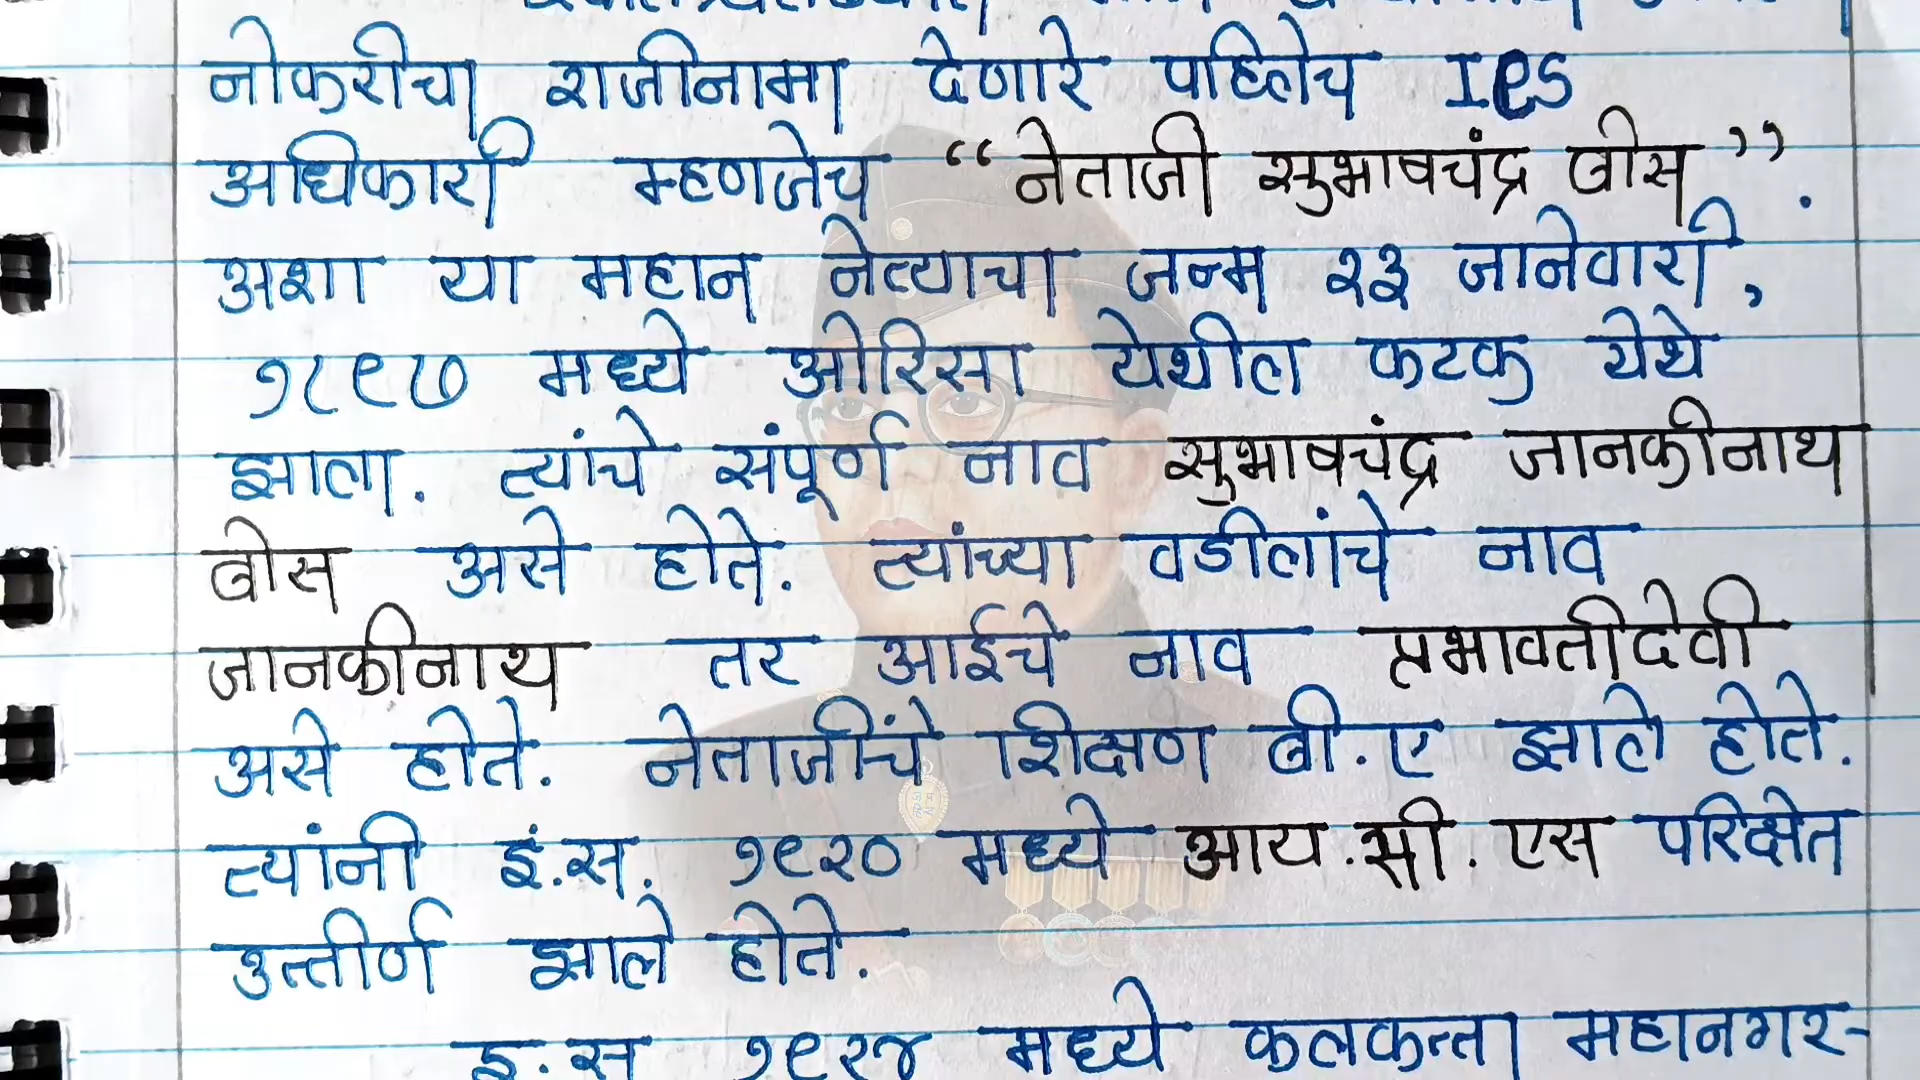 नोकरीचा राजीनामा देणारे पहिलेच Ics
अधिकारी म्हणजेच “नेताजी सुभाषचंद्र बोस”.
अशा या महान नेत्याचा जन्म २३ जानेवारी,
१८९७ मध्ये ओरिसा येथील कटक येथे
झाला. त्यांचे संपूर्ण नाव सुभाषचंद्र जानकीनाथ
बोस असे होते. त्यांच्या वडीलांचे नाव
जानकीनाथ तर आईचे नाव प्रभावतीदेवी
असे होते. नेताजींचे शिक्षण बी.ए झाले होते.
त्यांनी इ.स. १९२० मध्ये आय.सी.एस परिक्षेत
उत्तीर्ण झाले होते.
इ.स १९२४ मध्ये कलकत्ता महानगर-